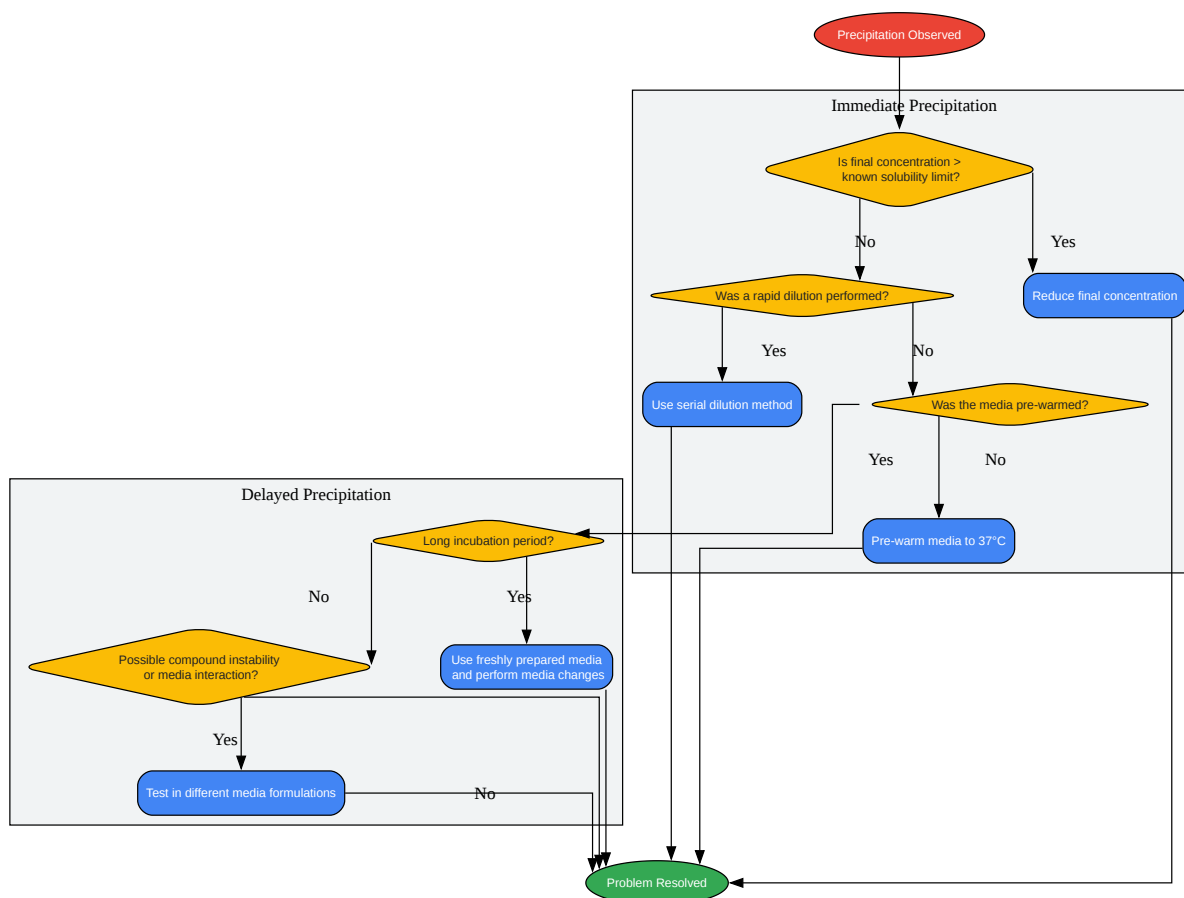 Precipitation Observed
Immediate Precipitation
Is final concentration >
known solubility limit?
No
Yes
Was a rapid dilution performed?
Reduce final concentration
Yes
No
Use serial dilution method
Was the media pre-warmed?
Yes
No
Pre-warm media to 37°C
Delayed Precipitation
Long incubation period?
No
Yes
Possible compound instability
or media interaction?
Use freshly prepared media
and perform media changes
Yes
Test in different media formulations
No
Problem Resolved